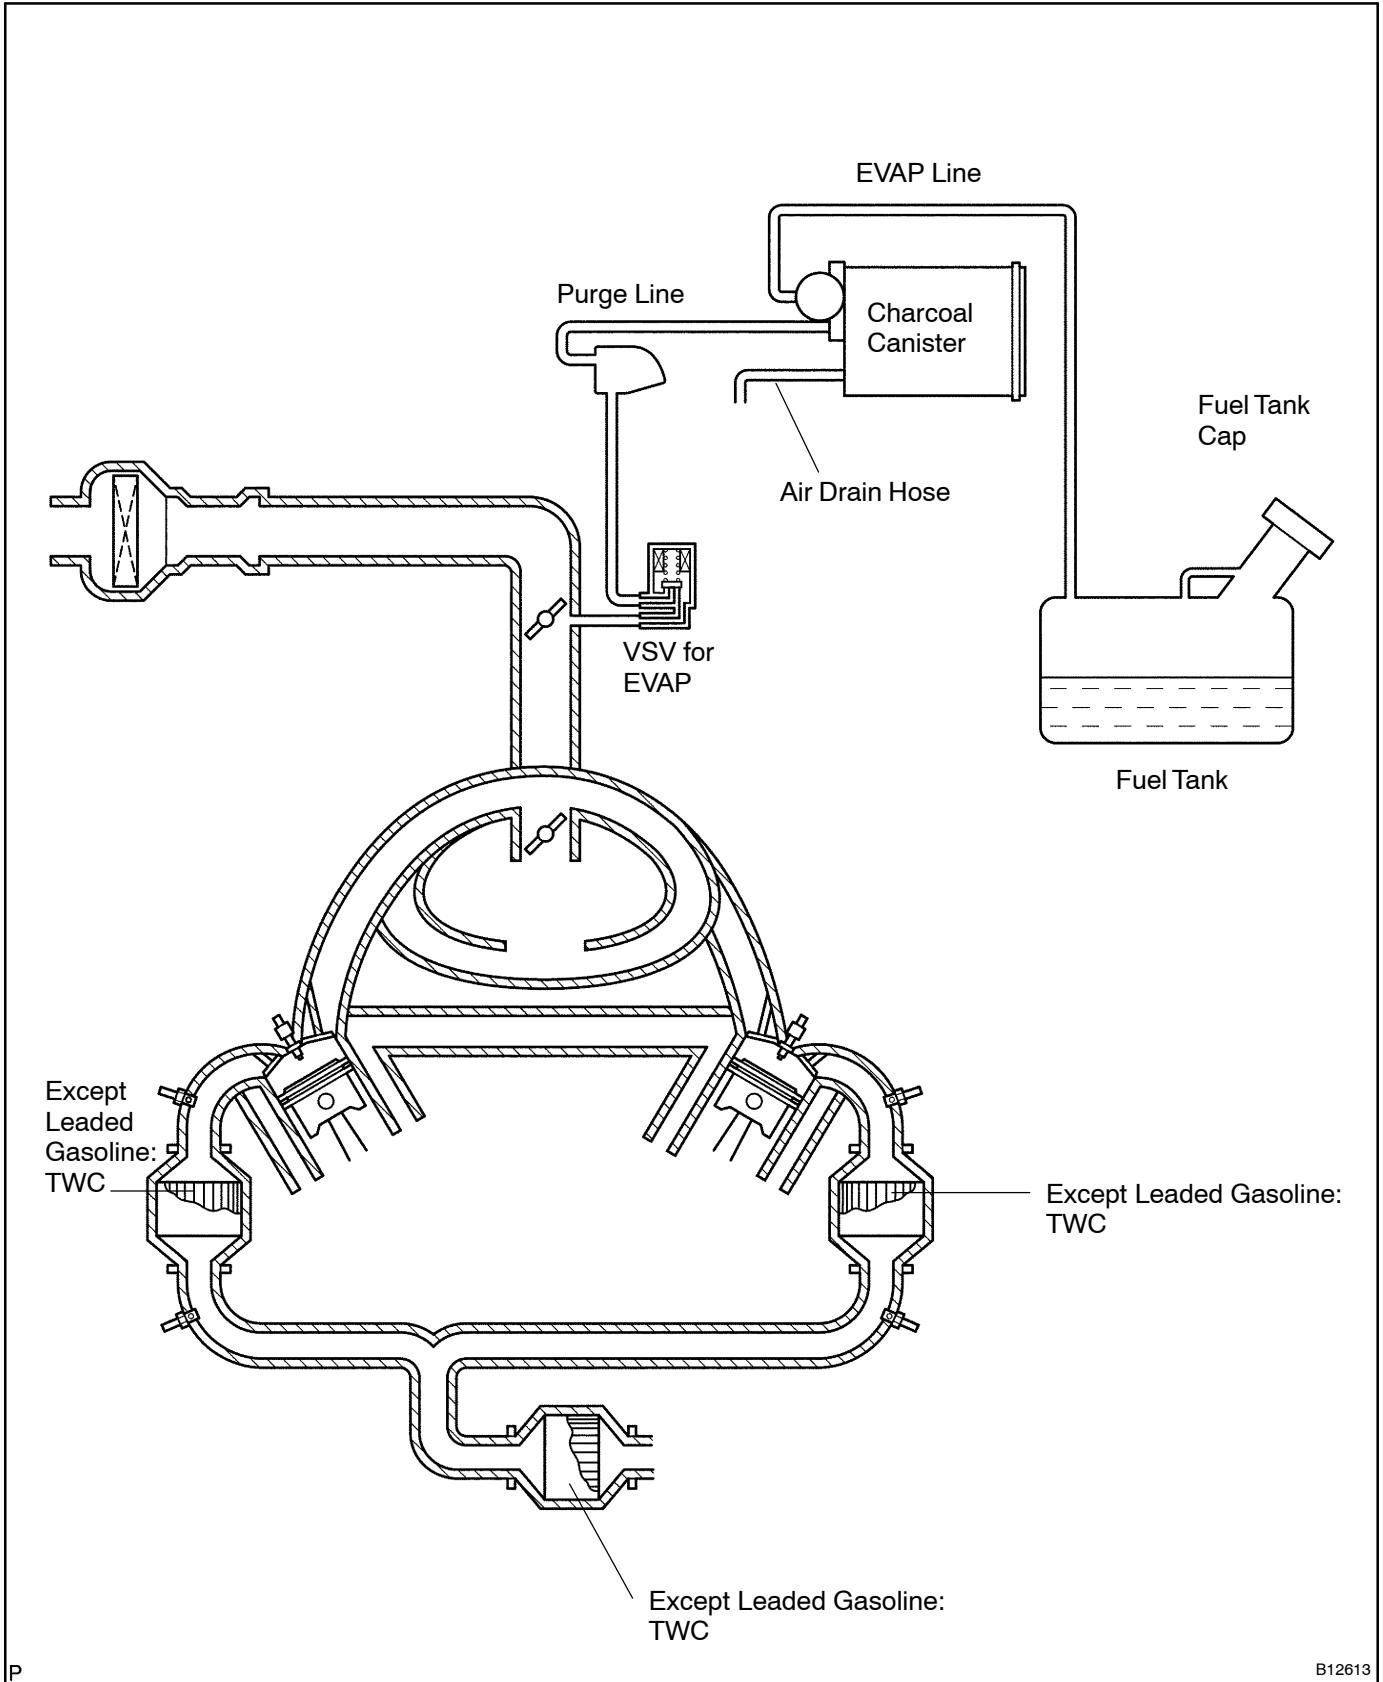 EVAP Line
Purge Line
Charcoal
Canister
Fuel Tank
Cap
Air Drain Hose
VSV for
EVAP
Fuel Tank
Except
Leaded
Gasoline:
TWC
Except Leaded Gasoline:
TWC
Except Leaded Gasoline:
TWC
P
B12613